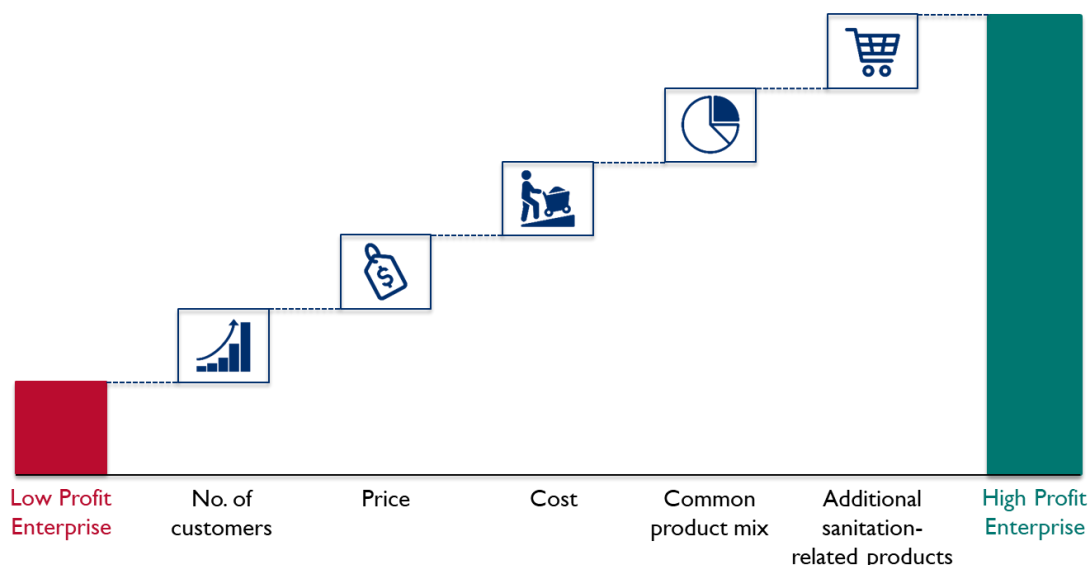 $
Low Profit
Enterprise
No. of
customers
Price
Cost
Common
product mix
Additional
sanitation-
related products
High Profit
Enterprise